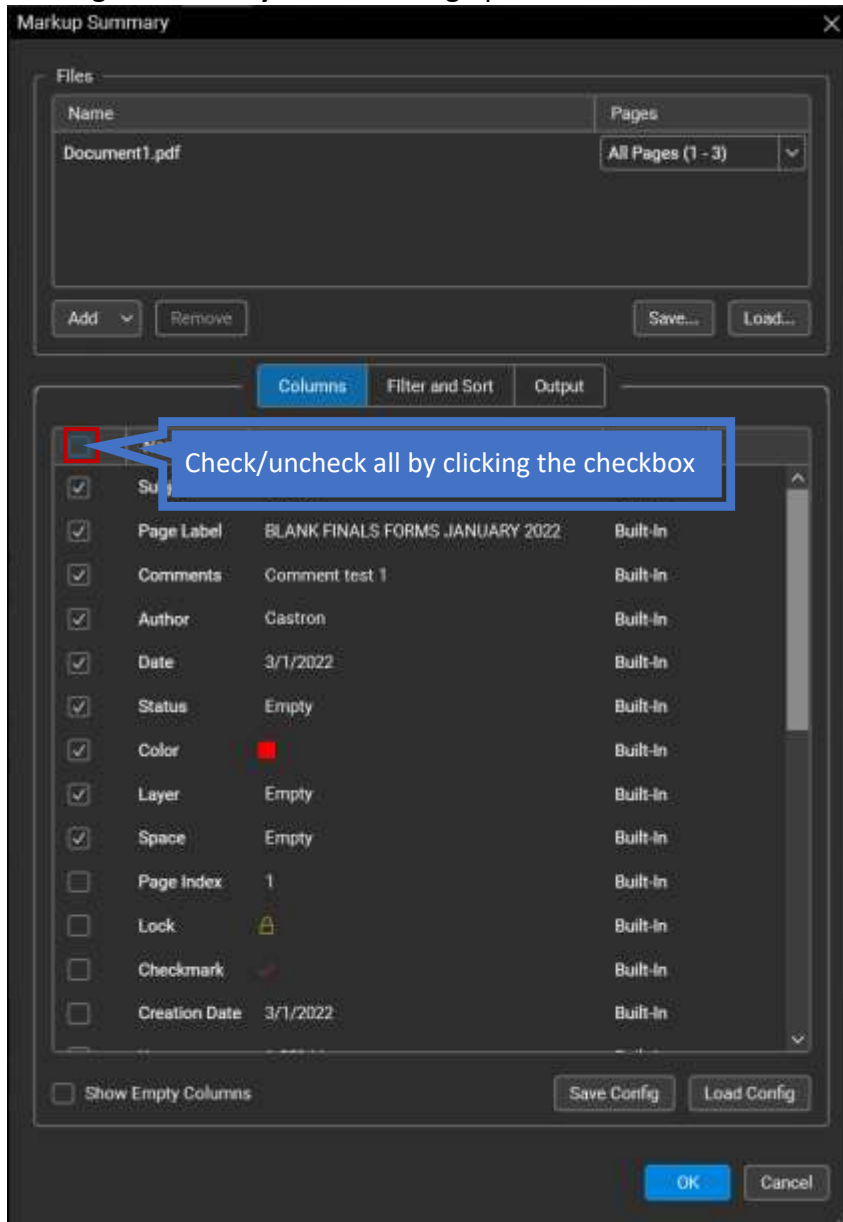 Markup Summary
Files
Name Pages
Document1.pdf All Pages (1 - 3)
Add Remove Save... Load...
Columns Filter and Sort Output
Check/uncheck all by clicking the checkbox
Page Label BLANK FINALS FORMS JANUARY 2022 Built-In
Comments Comment test 1 Built-In
Author Castron Built-In
Date 3/1/2022 Built-In
Status Empty Built-In
Color Built-In
Layer Empty Built-In
Space Empty Built-In
Page Index 1 Built-In
Lock Built-In
Checkmark Built-In
Creation Date 3/1/2022 Built-In
Show Empty Columns Save Config Load Config
OK Cancel